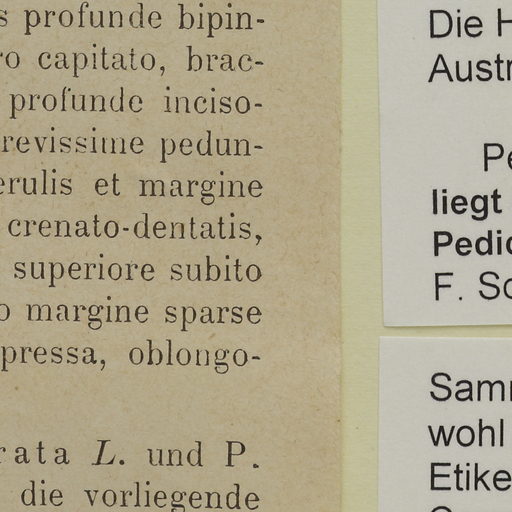 s profunde bipin-
ro capitato, brac-
profunde inciso-
revissime pedun-
erulis et margine
crenato-dentatis,
superiore subito
o margine sparse
pressa, oblongo-
rata L. und P.
die vorliegende
Die H
Austr
Pe
liegt
Pedic
F. Sc
Samm
wohl
Etike